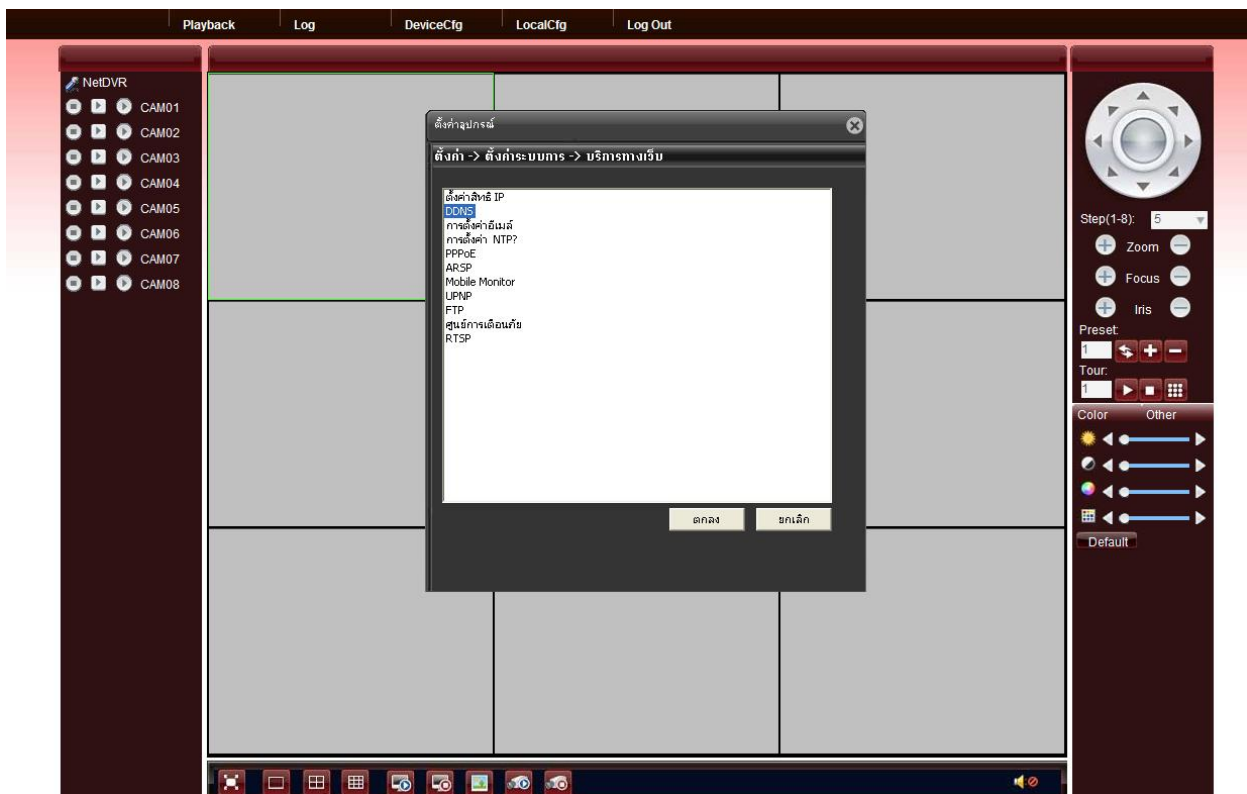 Playback Log DeviceCfg LocalCfg Log Out
NetDVR
CAM01
CAM02
CAM03
CAM04
CAM05
CAM06
CAM07
CAM08
ตั้งค่าอุปกรณ์
ตั้งค่า -> ตั้งค่าระบบการ -> บริการทางเว็บ
ตั้งค่าสิทธิ IP
DDNS
การตั้งค่าอีเมล์
การตั้งค่า NTP?
PPPoE
ARSP
Mobile Monitor
UPNP
FTP
ศูนย์การเตือนภัย
RTSP
ตกลง ยกเลิก
Step(1-8): 5
Zoom
Focus
Iris
Preset:
1
Tour:
1
Color Other
Default